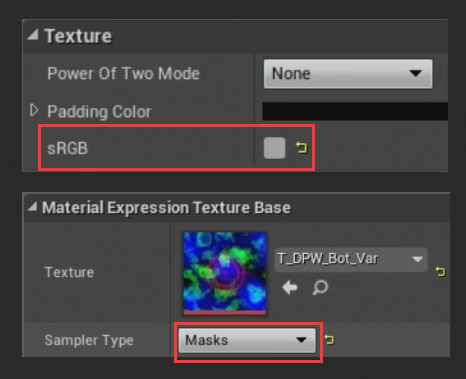 Texture
Power Of Two Mode
None
Padding Color
sRGB
Material Expression Texture Base
Texture
T_DPW_Bot_Var
Sampler Type
Masks